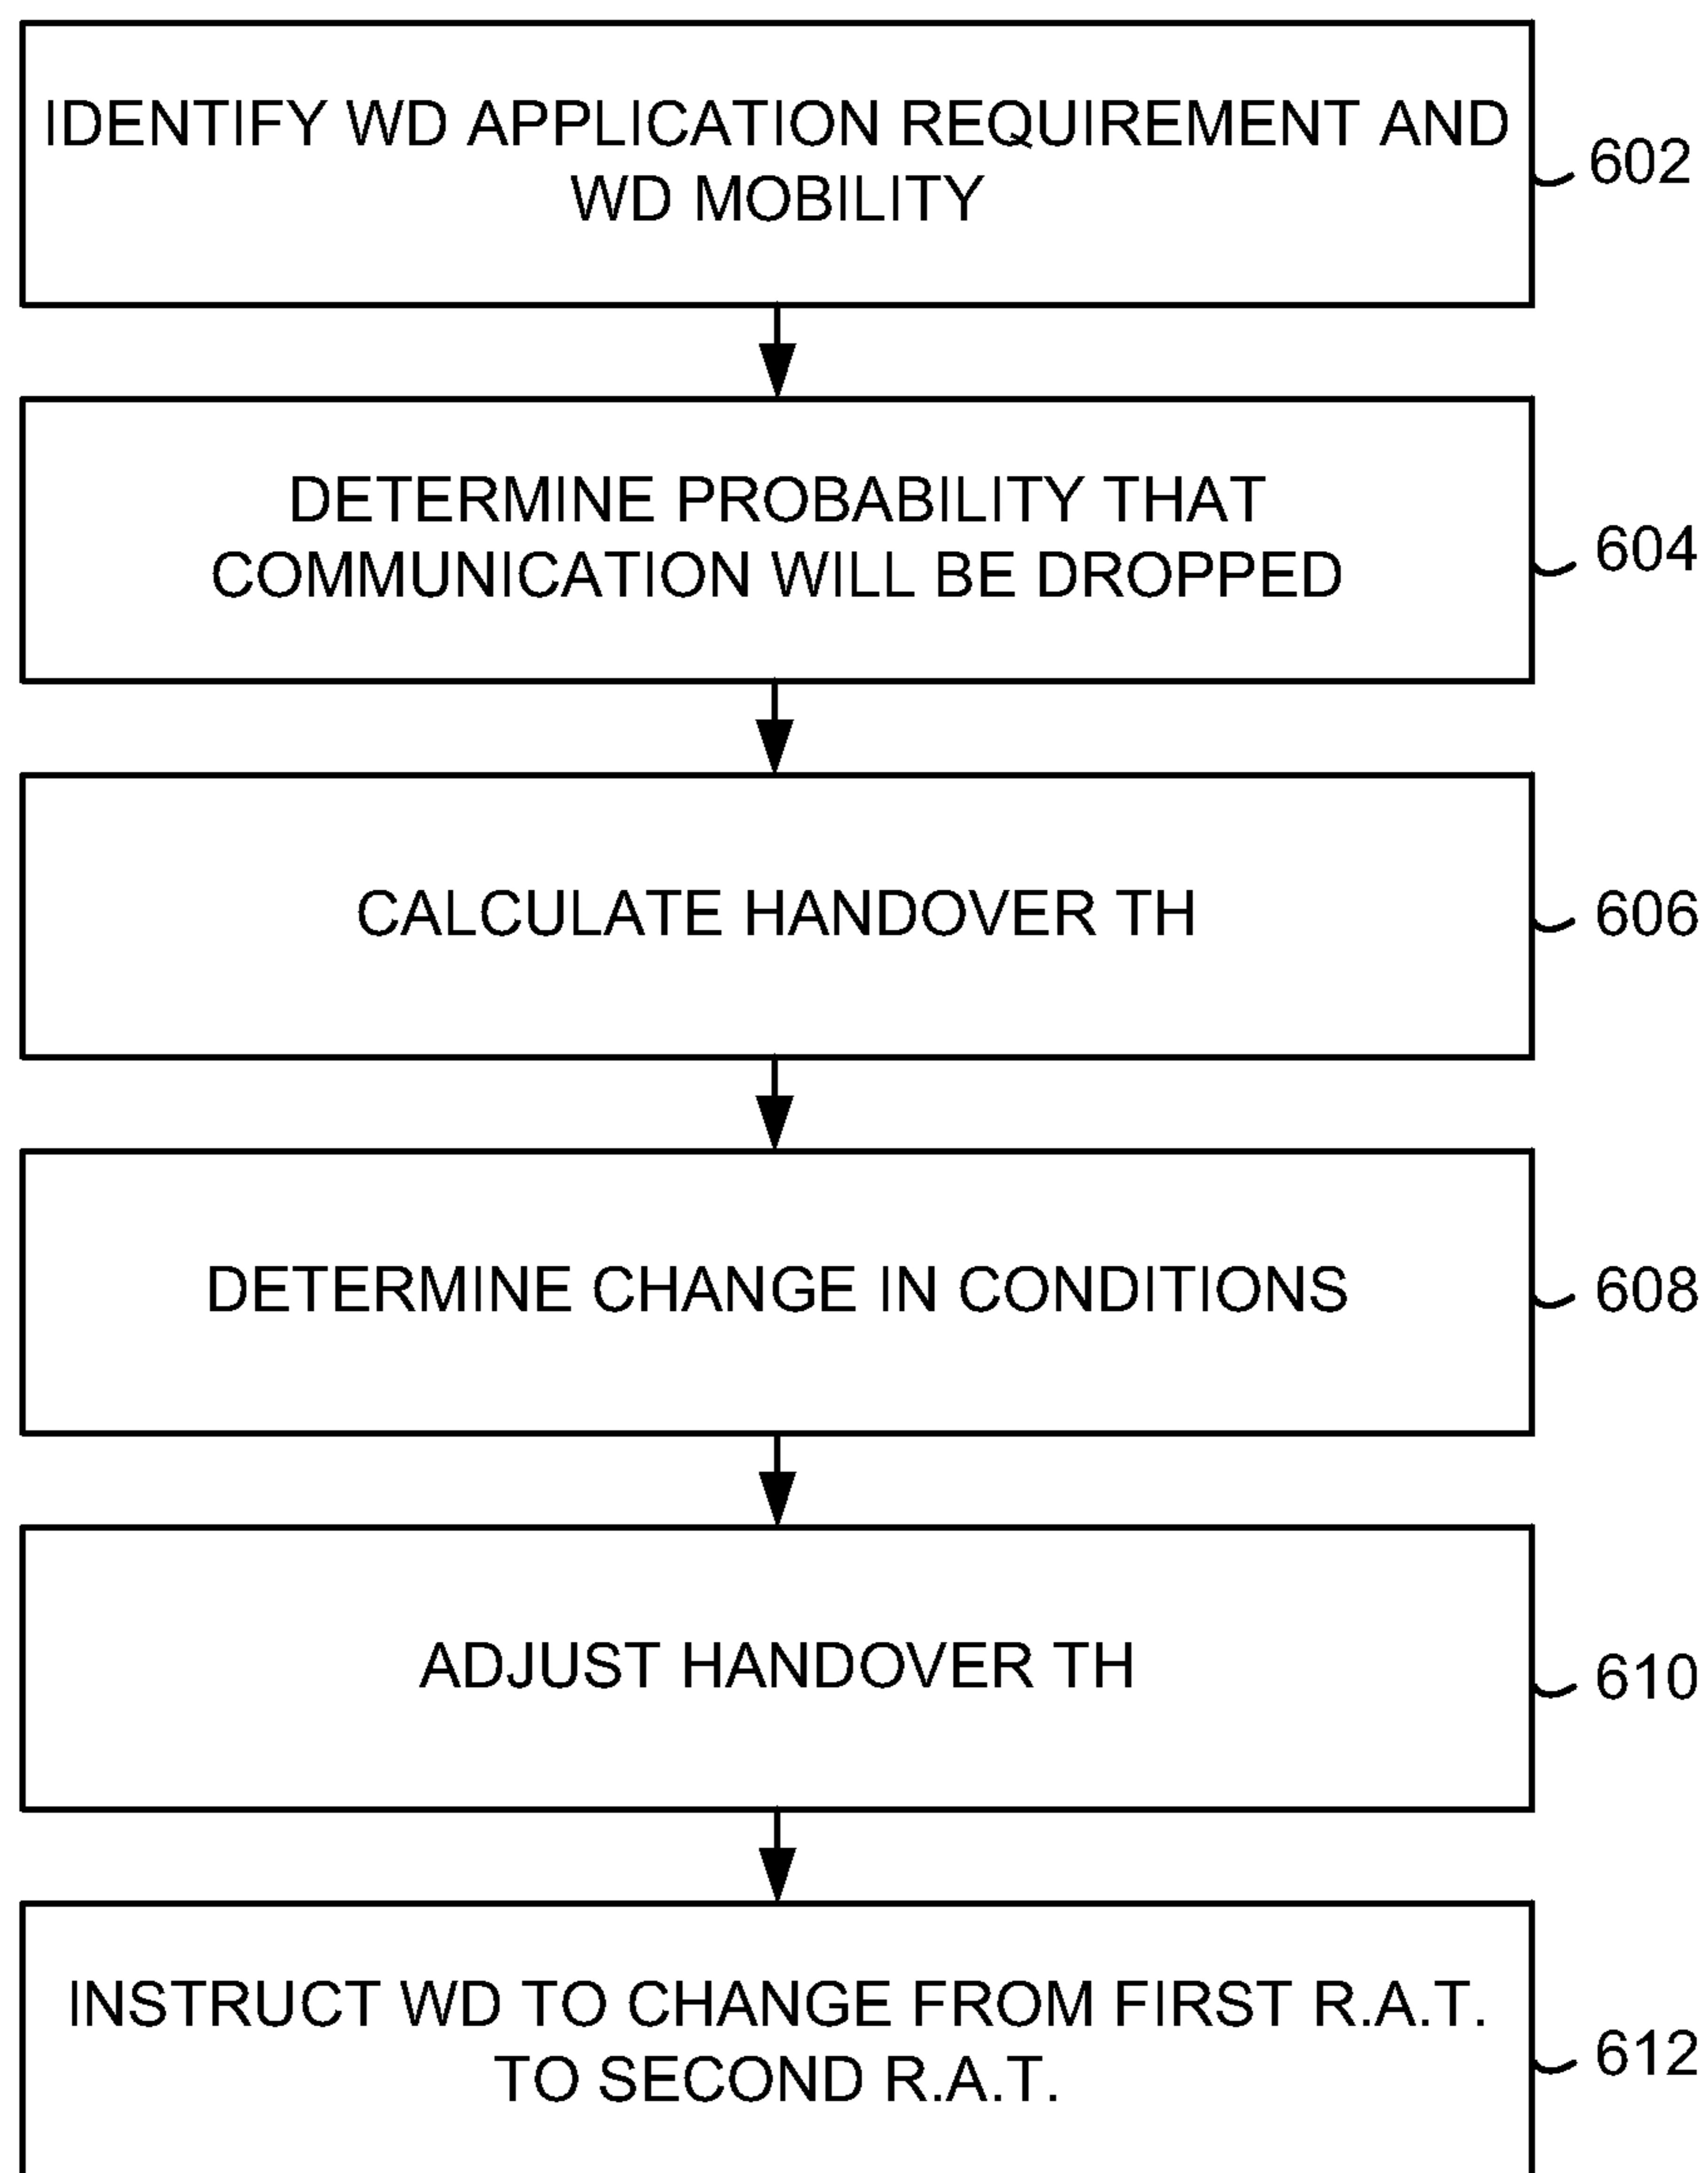 IDENTIFY WD APPLICATION REQUIREMENT AND
WD MOBILITY
602
DETERMINE PROBABILITY THAT
COMMUNICATION WILL BE DROPPED
604
CALCULATE HANDOVER TH
606
DETERMINE CHANGE IN CONDITIONS
608
ADJUST HANDOVER TH
610
INSTRUCT WD TO CHANGE FROM FIRST R.A.T.
TO SECOND R.A.T.
612